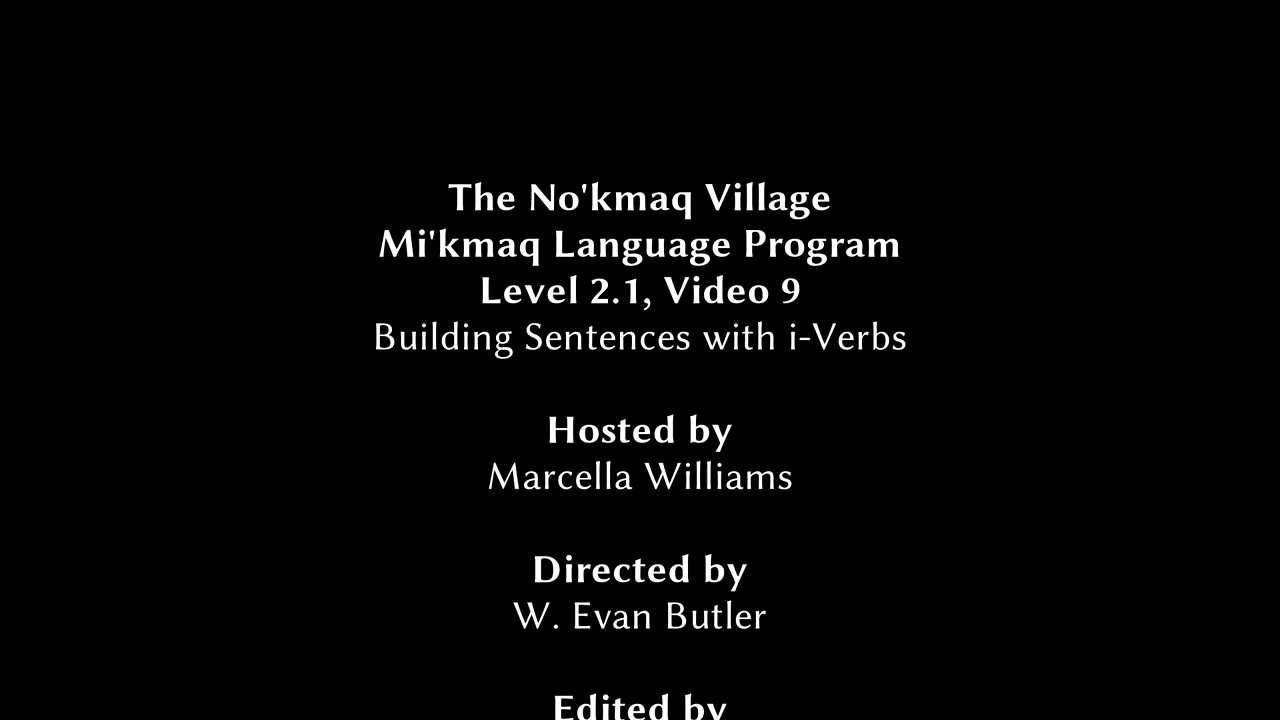 The No'kmaq Village
Mi'kmaq Language Program
Level 2.1, Video 9
Building Sentences with i-Verbs
Hosted by
Marcella Williams
Directed by
W. Evan Butler
Edited by